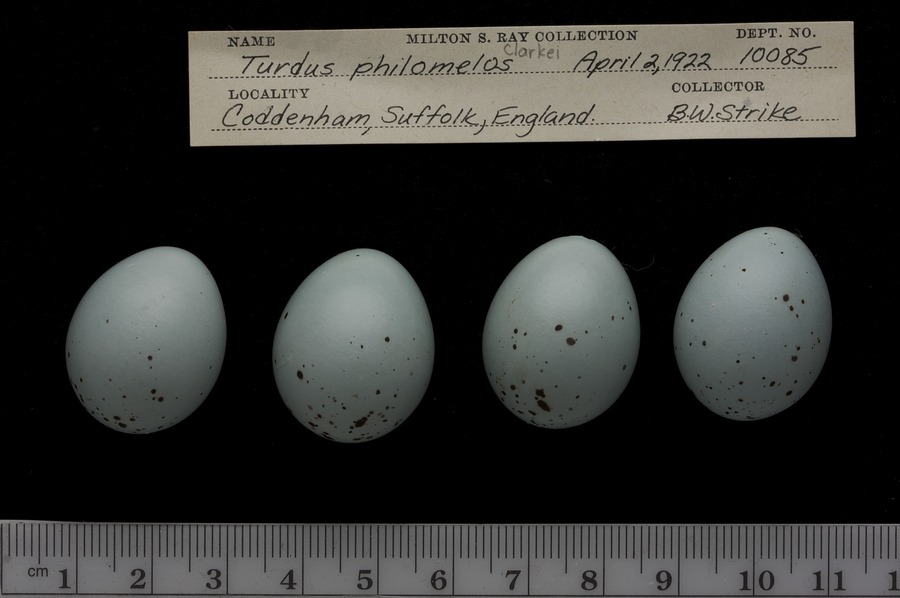 NAME MILTON S. RAY COLLECTION DEPT. NO.
Turdus philomelos Clarkei April 2, 1922 10085
LOCALITY COLLECTOR
Coddenham, Suffolk, England. B.W. Strike
cm 1 2 3 4 5 6 7 8 9 10 11 1